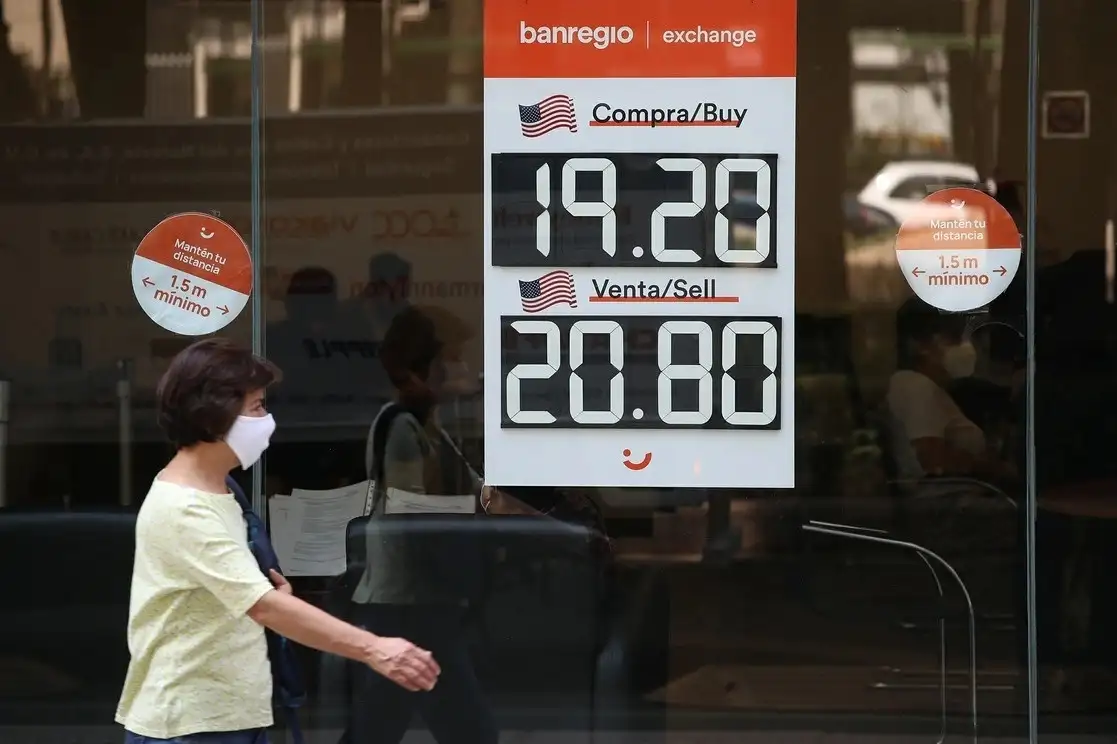 banregio | exchange
Compra/Buy
19.20
Venta/Sell
20.80
Mantén tu
distancia
← 1.5 m
mínimo →
Mantén tu
distancia
1.5 m
← mínimo →